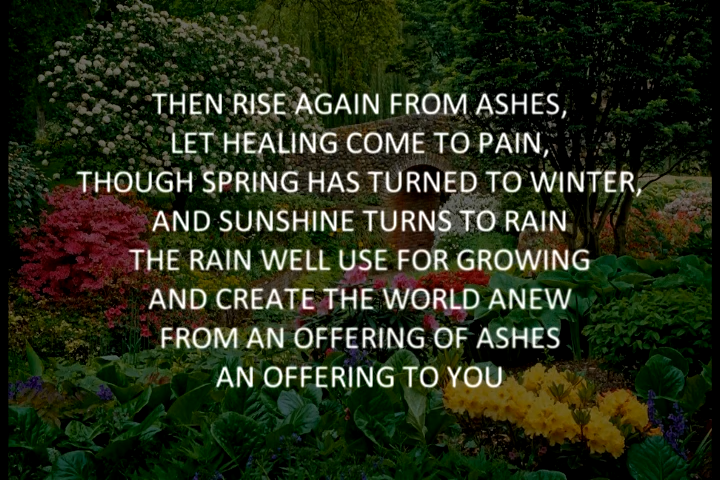 THEN RISE AGAIN FROM ASHES,
LET HEALING COME TO PAIN,
THOUGH SPRING HAS TURNED TO WINTER,
AND SUNSHINE TURNS TO RAIN
THE RAIN WELL USE FOR GROWING
AND CREATE THE WORLD ANEW
FROM AN OFFERING OF ASHES
AN OFFERING TO YOU